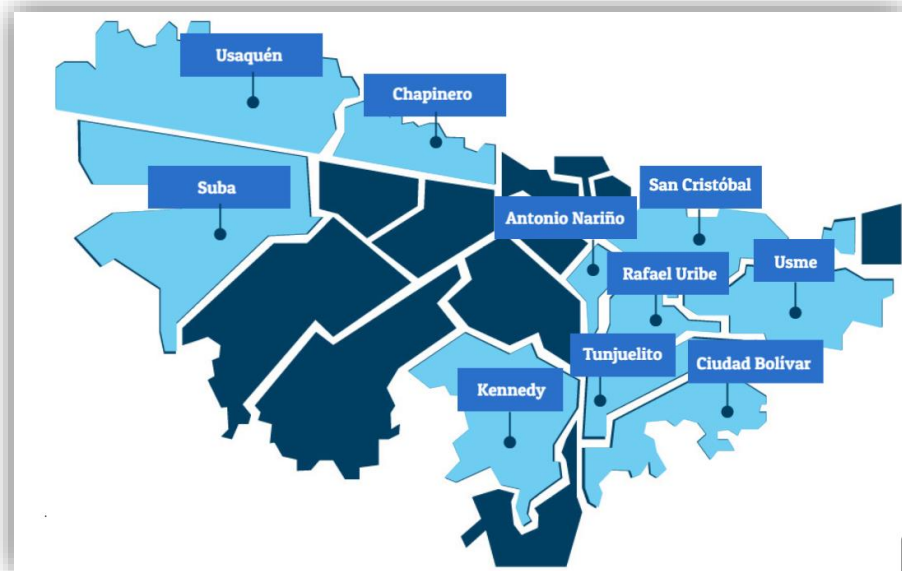 Usaquén
Chapinero
Suba
San Cristóbal
Antonio Nariño
Rafael Uribe
Usme
Tunjuelito
Ciudad Bolívar
Kennedy